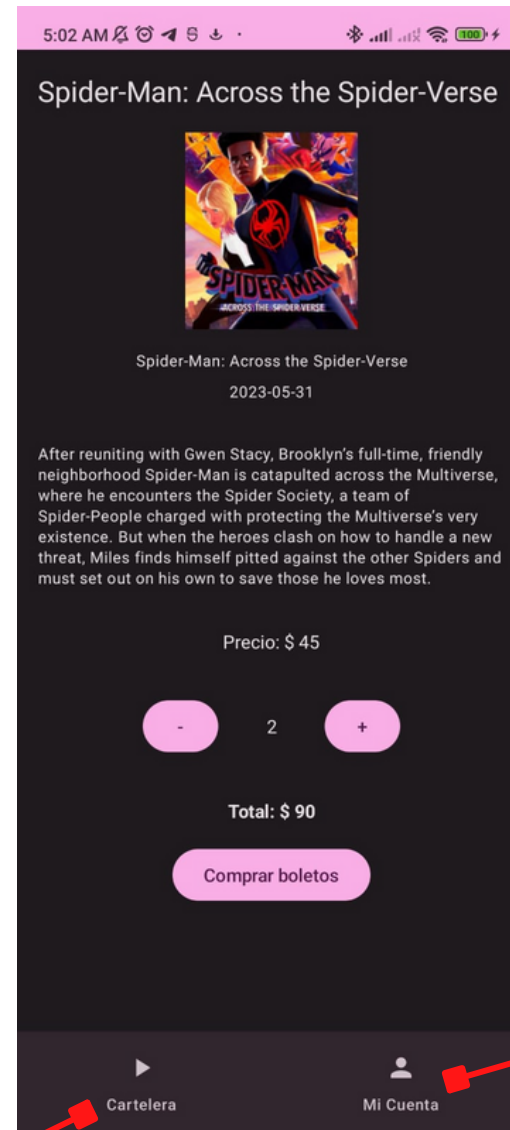 5:02 AM
100
Spider-Man: Across the Spider-Verse
SPIDER-MAN
ACROSS THE SPIDER-VERSE
Spider-Man: Across the Spider-Verse
2023-05-31
After reuniting with Gwen Stacy, Brooklyn’s full-time, friendly
neighborhood Spider-Man is catapulted across the Multiverse,
where he encounters the Spider Society, a team of
Spider-People charged with protecting the Multiverse’s very
existence. But when the heroes clash on how to handle a new
threat, Miles finds himself pitted against the other Spiders and
must set out on his own to save those he loves most.
Precio: $ 45
- 2 +
Total: $ 90
Comprar boletos
Cartelera Mi Cuenta